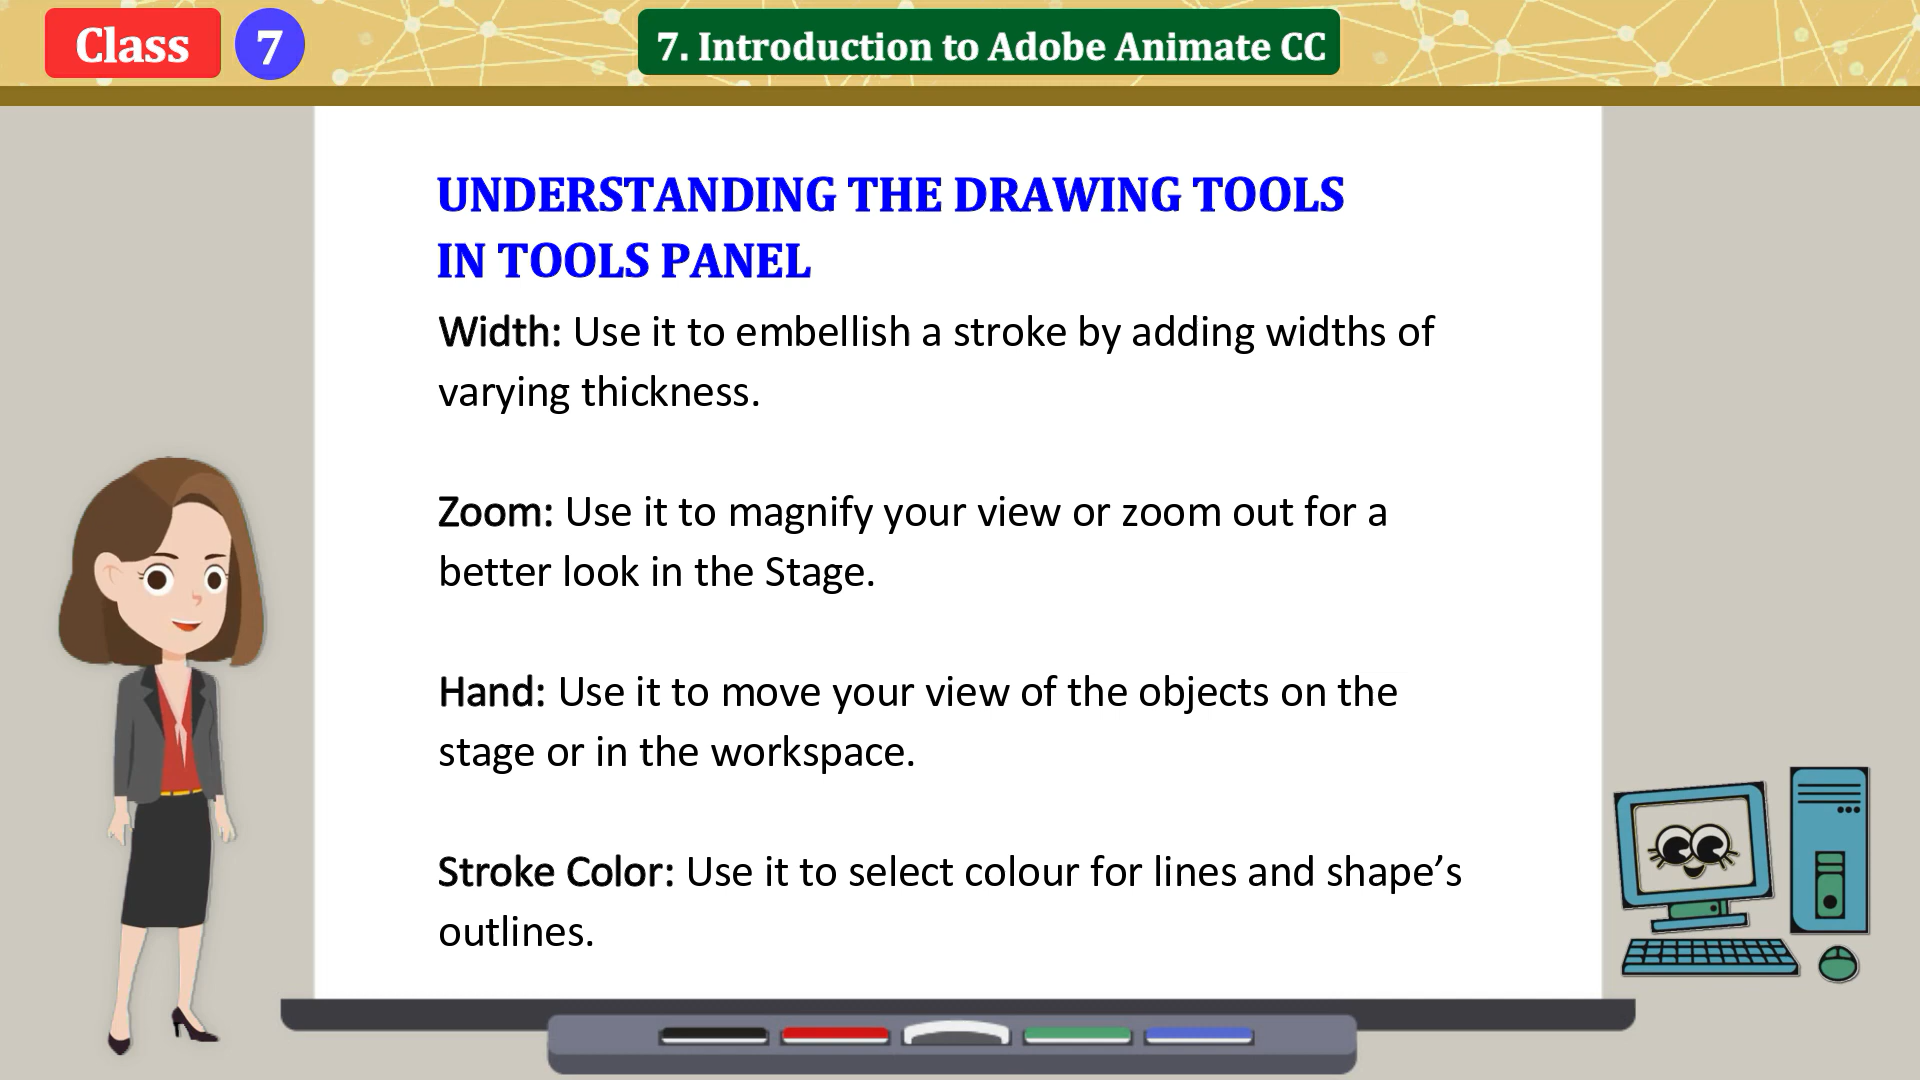 Class 7
7. Introduction to Adobe Animate CC
UNDERSTANDING THE DRAWING TOOLS
IN TOOLS PANEL
Width: Use it to embellish a stroke by adding widths of
varying thickness.
Zoom: Use it to magnify your view or zoom out for a
better look in the Stage.
Hand: Use it to move your view of the objects on the
stage or in the workspace.
Stroke Color: Use it to select colour for lines and shape’s
outlines.